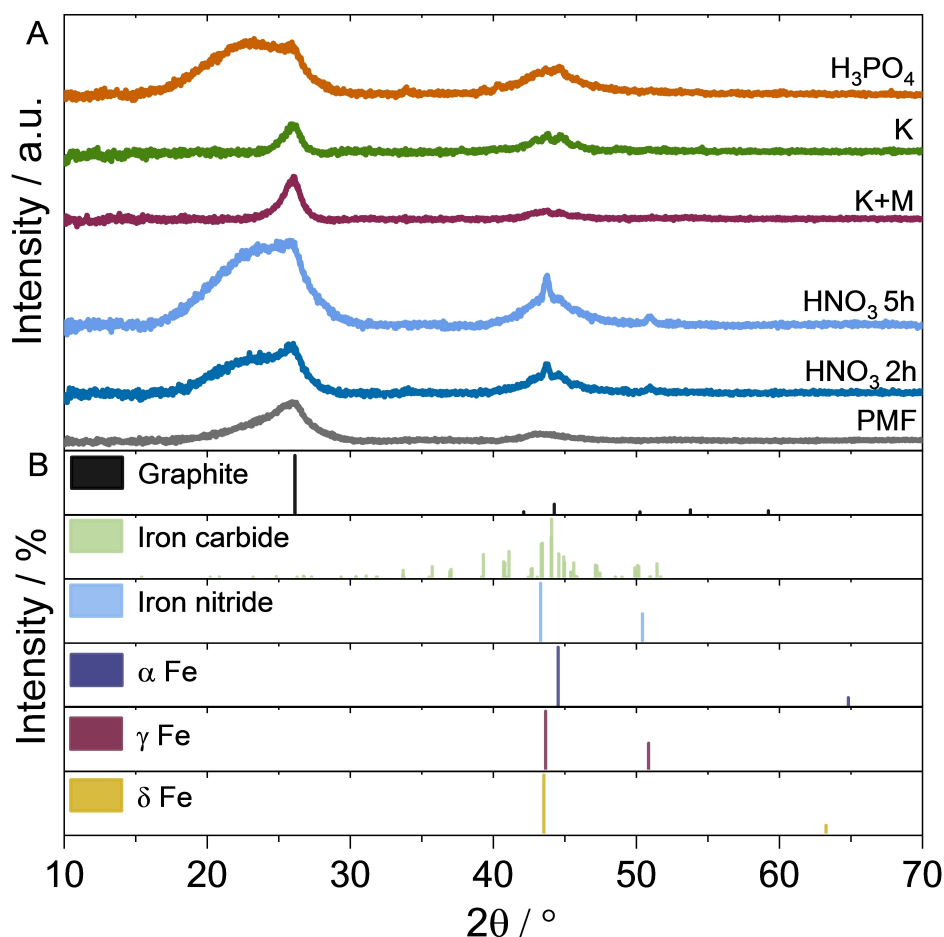 A
Intensity / a.u.
H₃PO₄
K
K+M
HNO₃ 5h
HNO₃ 2h
PMF
B
Intensity / %
Graphite
Iron carbide
Iron nitride
α Fe
γ Fe
δ Fe
10 20 30 40 50 60 70
2θ / °